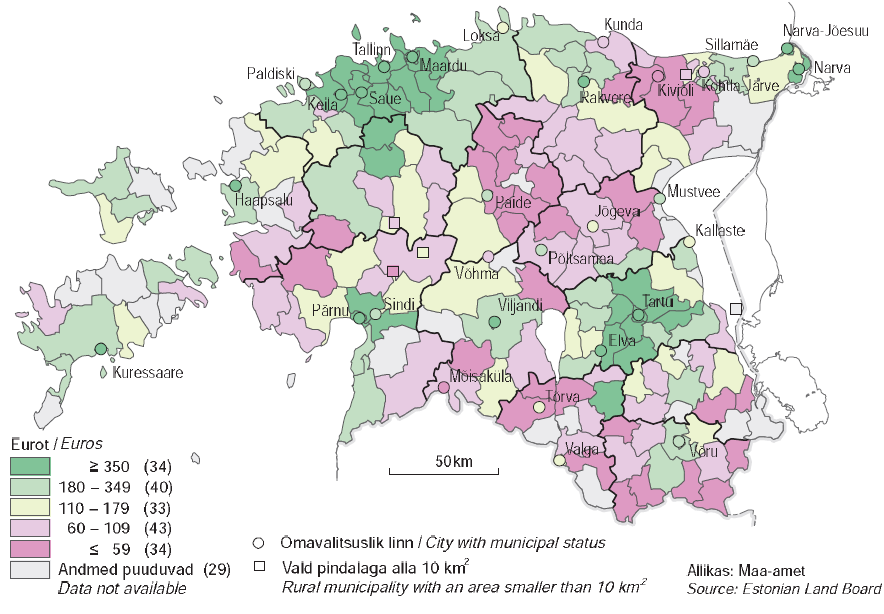 Kunda
Loksa
Narva-Jõesuu
Tallinn
Sillamäe
Maardu
Narva
Paldiski
Keila
Saue
Rakvere
Kiviõli
Kohtla-Järve
Haapsalu
Paide
Mustvee
Jõgeva
Kallaste
Põltsamaa
Võhma
Pärnu
Sindi
Viljandi
Tartu
Elva
Kuressaare
Mõisaküla
Tõrva
Valga
Võru
50 km
Eurot / Euros
≥ 350 (34)
180 – 349 (40)
110 – 179 (33)
60 – 109 (43)
≤ 59 (34)
Andmed puuduvad (29)
Data not available
Omavalitsuslik linn / City with municipal status
Vald pindalaga alla 10 km²
Rural municipality with an area smaller than 10 km²
Allikas: Maa-amet
Source: Estonian Land Board